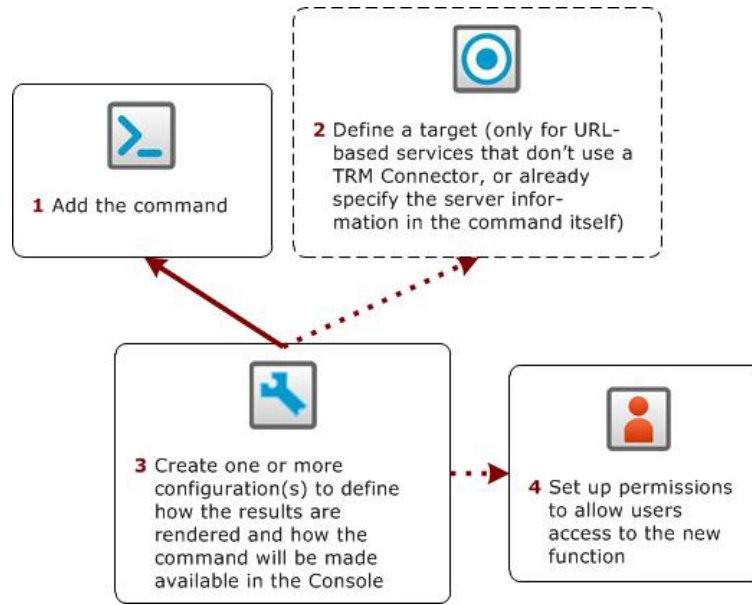 1 Add the command
2 Define a target (only for URL-
based services that don't use a
TRM Connector, or already
specify the server infor-
mation in the command itself)
3 Create one or more
configuration(s) to define
how the results are
rendered and how the
command will be made
available in the Console
4 Set up permissions
to allow users
access to the new
function